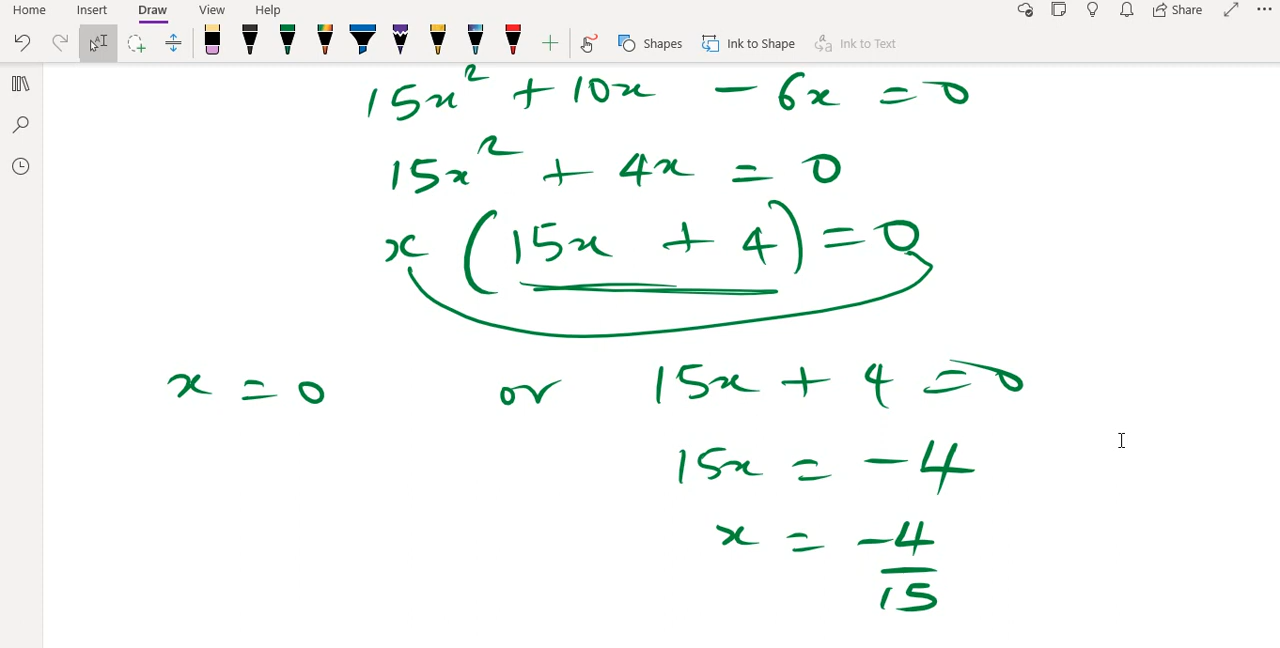 Home Insert Draw View Help
Share
Shapes Ink to Shape Ink to Text
15x² + 10x - 6x = 0
15x² + 4x = 0
x (15x + 4) = 0
x = 0 or 15x + 4 = 0
15x = -4
x = -4/15